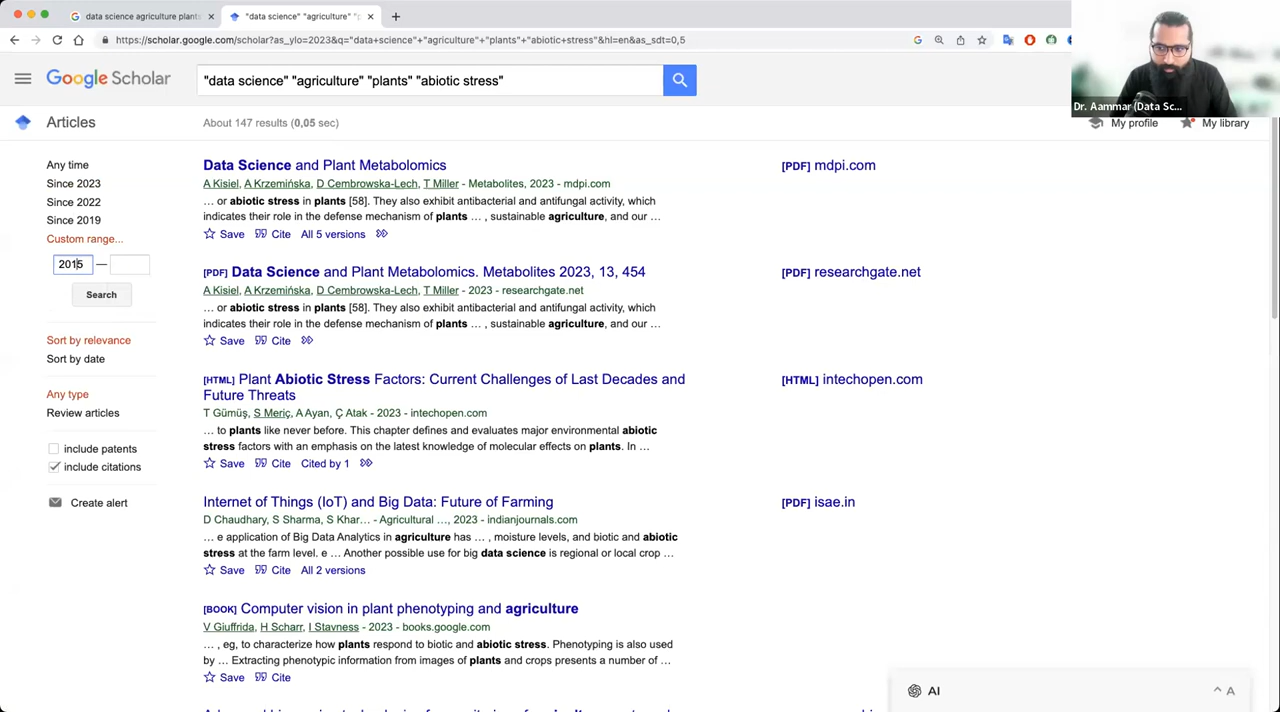 data science agriculture plants
"data science" "agriculture" "p
https://scholar.google.com/scholar?as_ylo=2023&q="data+science"+"agriculture"+"plants"+"abiotic+stress"&hl=en&as_sdt=0,5
Google Scholar
"data science" "agriculture" "plants" "abiotic stress"
Dr. Aammar (Data Sc...
Articles
About 147 results (0,05 sec)
My profile
My library
Any time
Since 2023
Since 2022
Since 2019
Custom range...
2015 —
Search
Sort by relevance
Sort by date
Any type
Review articles
include patents
include citations
Create alert
Data Science and Plant Metabolomics
[PDF] mdpi.com
A Kisiel, A Krzemińska, D Cembrowska-Lech, T Miller - Metabolites, 2023 - mdpi.com
… or abiotic stress in plants [58]. They also exhibit antibacterial and antifungal activity, which
indicates their role in the defense mechanism of plants … , sustainable agriculture, and our …
Save Cite All 5 versions
[PDF] Data Science and Plant Metabolomics. Metabolites 2023, 13, 454
[PDF] researchgate.net
A Kisiel, A Krzemińska, D Cembrowska-Lech, T Miller - 2023 - researchgate.net
… or abiotic stress in plants [58]. They also exhibit antibacterial and antifungal activity, which
indicates their role in the defense mechanism of plants … , sustainable agriculture, and our …
Save Cite
[HTML] Plant Abiotic Stress Factors: Current Challenges of Last Decades and
Future Threats
[HTML] intechopen.com
T Gümüş, S Meriç, A Ayan, Ç Atak - 2023 - intechopen.com
… to plants like never before. This chapter defines and evaluates major environmental abiotic
stress factors with an emphasis on the latest knowledge of molecular effects on plants. In …
Save Cite Cited by 1
Internet of Things (IoT) and Big Data: Future of Farming
[PDF] isae.in
D Chaudhary, S Sharma, S Khar… - Agricultural …, 2023 - indianjournals.com
… e application of Big Data Analytics in agriculture has … , moisture levels, and biotic and abiotic
stress at the farm level. e … Another possible use for big data science is regional or local crop …
Save Cite All 2 versions
[BOOK] Computer vision in plant phenotyping and agriculture
V Giuffrida, H Scharr, I Stavness - 2023 - books.google.com
… , eg, to characterize how plants respond to biotic and abiotic stress. Phenotyping is also used
by … Extracting phenotypic information from images of plants and crops presents a number of …
Save Cite
AI
A